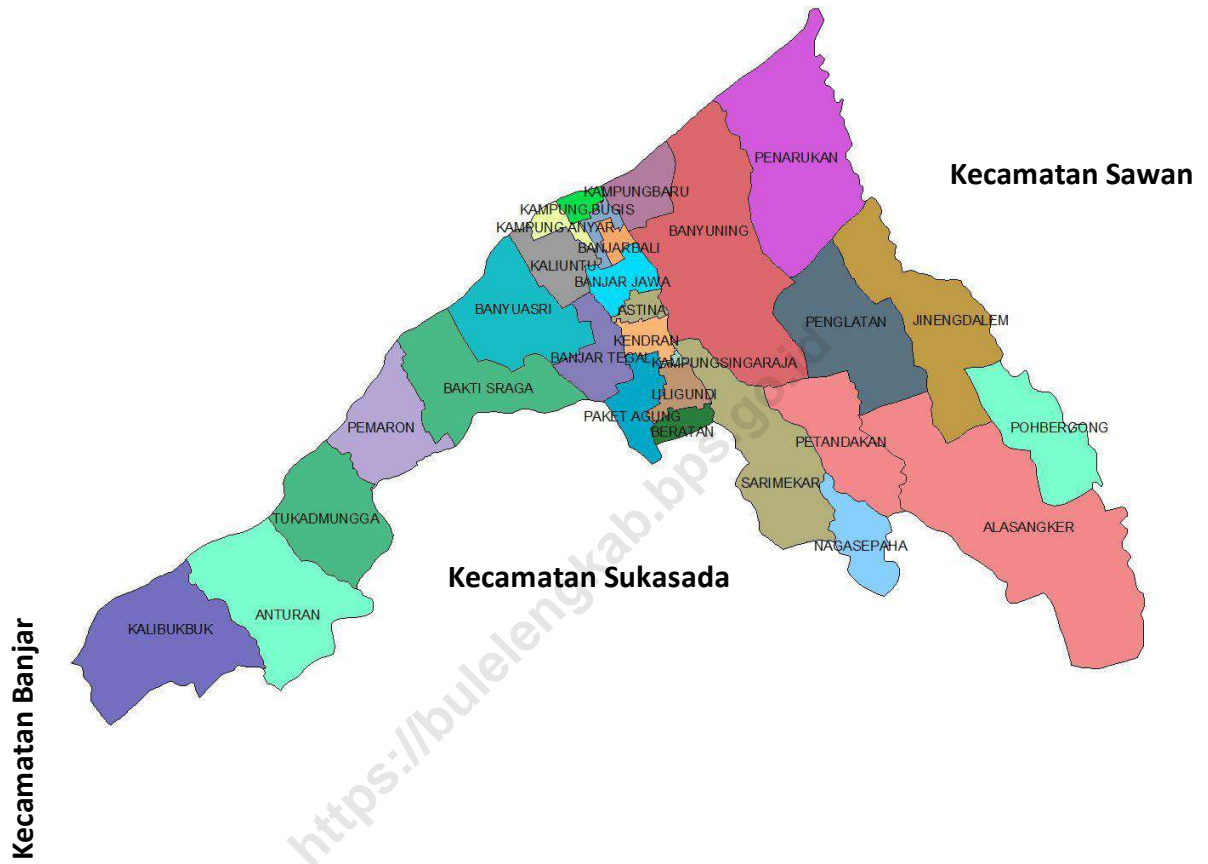 PENARUKAN
Kecamatan Sawan
KAMPUNGBARU
KAMPUNG BUGIS
KAMPUNG ANYAR
BANYUNING
BANJARBALI
KALIUNTU
BANJAR JAWA
BANYUASRI
ASTINA
PENGLATAN
JINENGDALEM
KENDRAN
BANJAR TEGAL
KAMPUNGSINGARAJA
BAKTI SRAGA
LILIGUNDI
PAKET AGUNG
PEMARON
BERATAN
PETANDAKAN
POHBERGONG
SARIMEKAR
TUKADMUNGGA
ALASANGKER
NAGASEPAHA
Kecamatan Sukasada
ANTURAN
KALIBUKBUK
Kecamatan Banjar
https://bulelengkab.bps.go.id